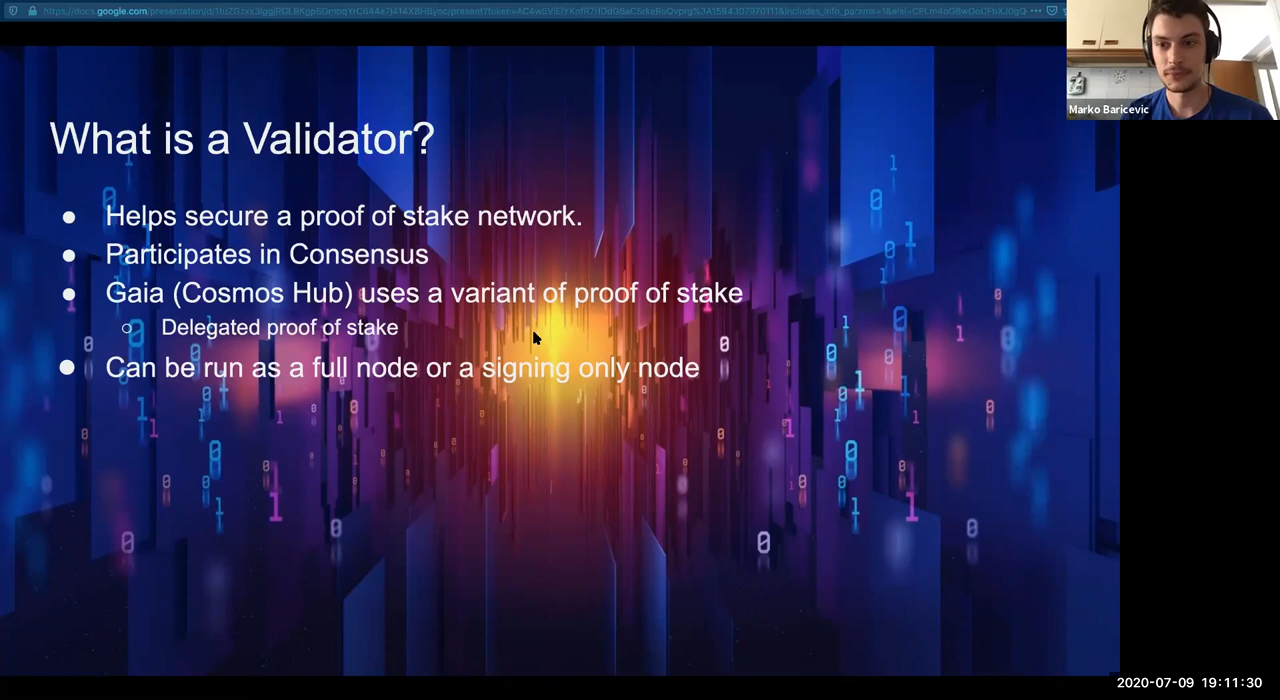 What is a Validator?
Helps secure a proof of stake network.
Participates in Consensus
Gaia (Cosmos Hub) uses a variant of proof of stake
Delegated proof of stake
Can be run as a full node or a signing only node
Marko Baricevic
2020-07-09 19:11:30